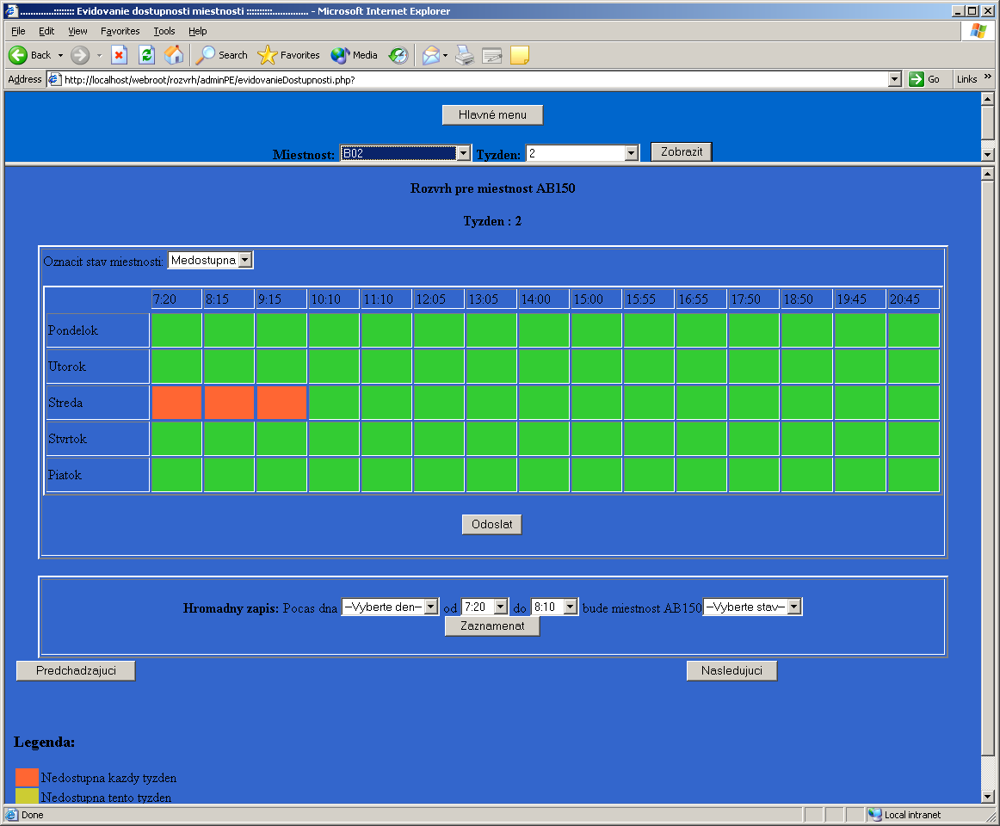 ..............::::::::: Evidovanie dostupnosti miestnosti ::::::::::............... - Microsoft Internet Explorer
File Edit View Favorites Tools Help
Back Search Favorites Media
Address http://localhost/webroot/rozvrh/adminPE/evidovanieDostupnosti.php? Go Links »
Hlavné menu
Miestnost: B02 Tyzden: 2 Zobrazit
Rozvrh pre miestnost AB150
Tyzden : 2
Oznacit stav miestnosti: Medostupna
7:20 8:15 9:15 10:10 11:10 12:05 13:05 14:00 15:00 15:55 16:55 17:50 18:50 19:45 20:45
Pondelok
Utorok
Streda
Stvrtok
Piatok
Odoslat
Hromadny zapis: Pocas dna --Vyberte den-- od 7:20 do 8:10 bude miestnost AB150 --Vyberte stav--
Zaznamenat
Predchadzajuci Nasledujuci
Legenda:
Nedostupna kazdy tyzden
Nedostupna tento tyzden
Done Local intranet